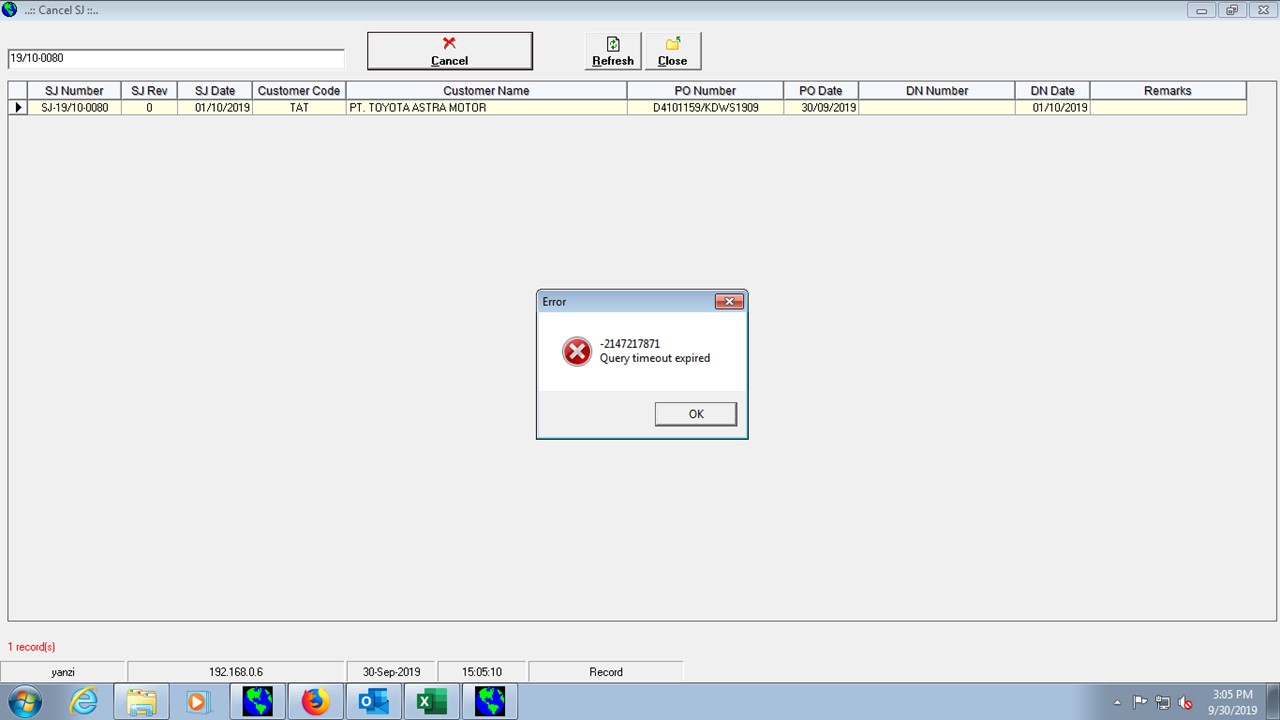 ..:: Cancel SJ ::..
19/10-0080
Cancel
Refresh
Close
SJ Number SJ Rev SJ Date Customer Code Customer Name PO Number PO Date DN Number DN Date Remarks
SJ-19/10-0080 0 01/10/2019 TAT PT. TOYOTA ASTRA MOTOR D4101159/KDWS1909 30/09/2019 01/10/2019
Error
-2147217871
Query timeout expired
OK
1 record(s)
yanzi 192.168.0.6 30-Sep-2019 15:05:10 Record
3:05 PM
9/30/2019